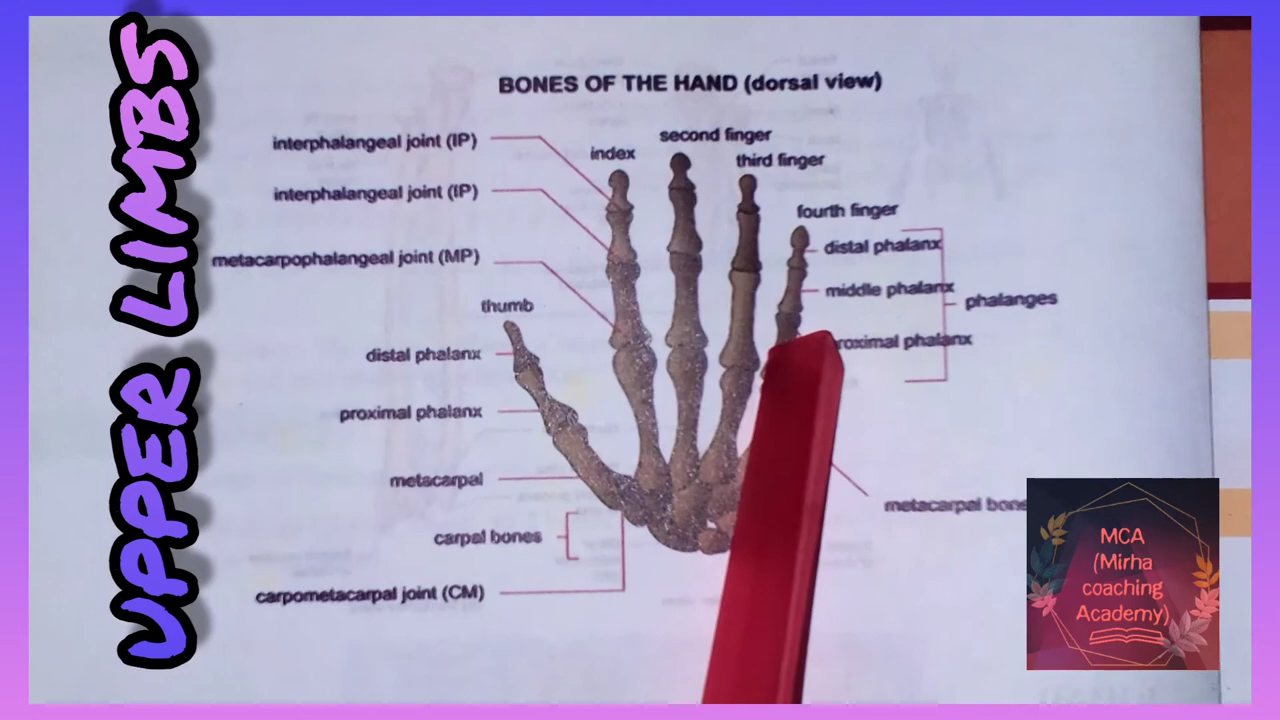 UPPER LIMBS
BONES OF THE HAND (dorsal view)
interphalangeal joint (IP)
interphalangeal joint (IP)
metacarpophalangeal joint (MP)
thumb
distal phalanx
proximal phalanx
metacarpal
carpal bones
carpometacarpal joint (CM)
index
second finger
third finger
fourth finger
distal phalanx
middle phalanx
roximal phalanx
phalanges
metacarpal bone
MCA
(Mirha
coaching
Academy)